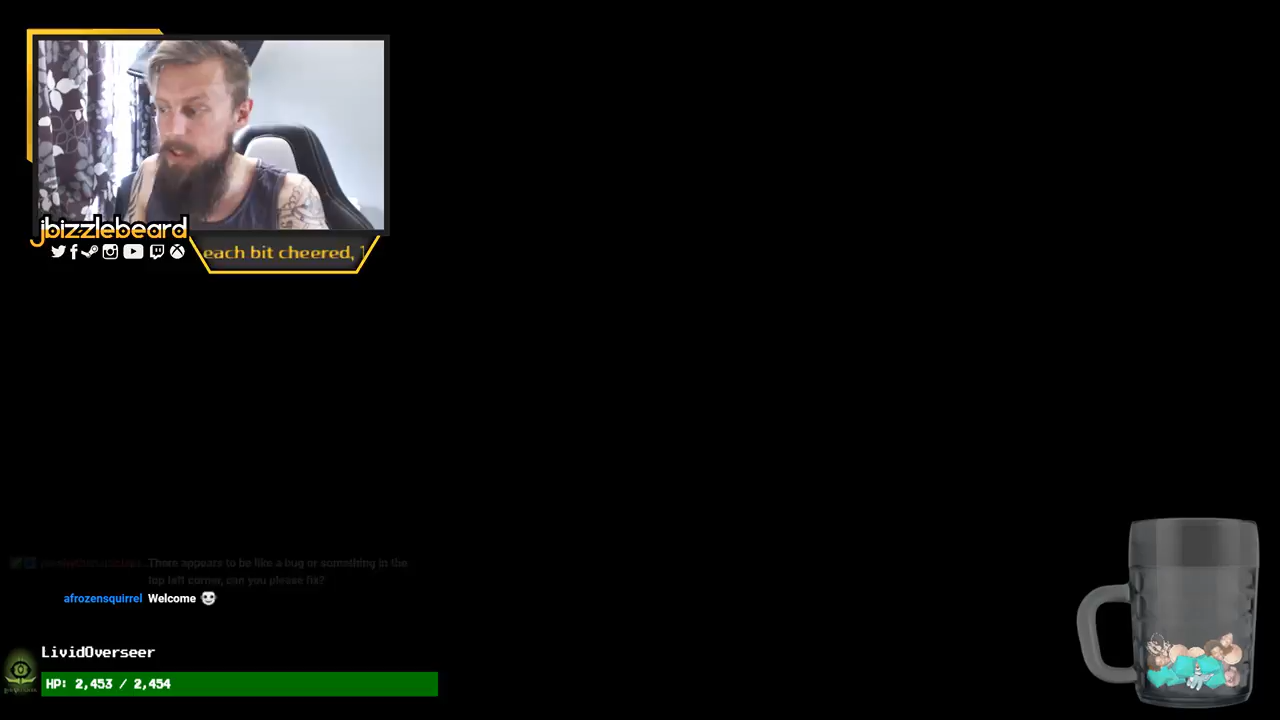 jbizzlebeard
each bit cheered,
There appears to be like a bug or something in the
top left corner, can you please fix?
afrozensquirrel Welcome
LividOverseer
HP: 2,453 / 2,454